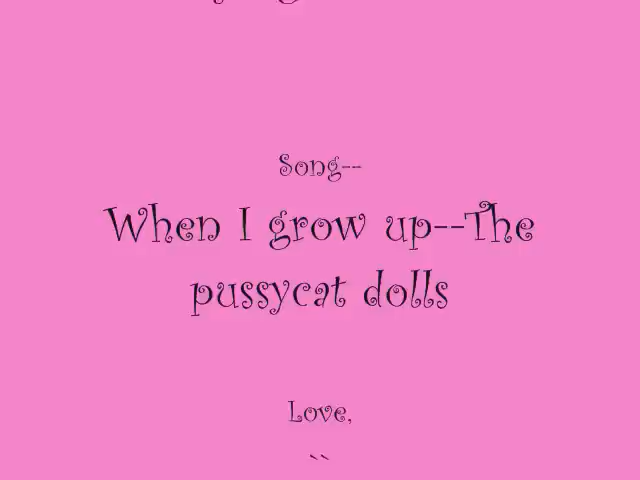 Song--
When I grow up--The
pussycat dolls
Love,
``